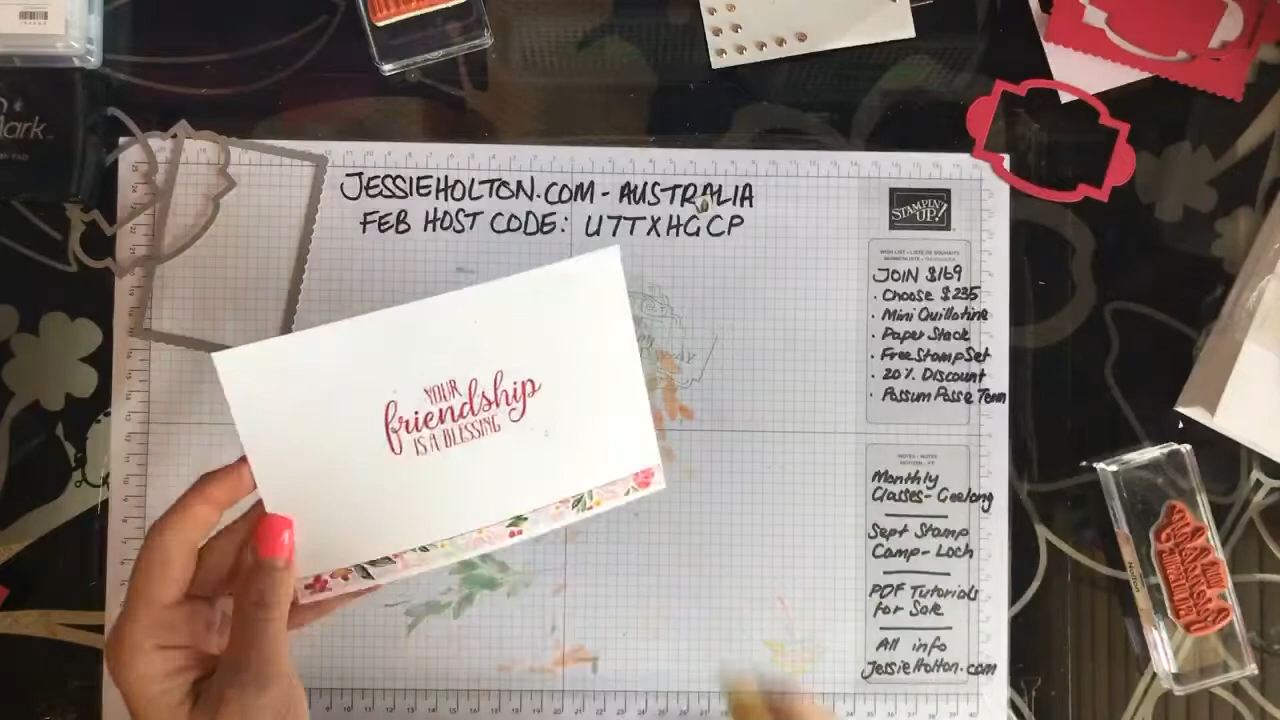 ark
JESSIEHOLTON.COM - AUSTRALIA
FEB HOST CODE: U7TXHGCP
STAMPIN' UP!
JOIN $169
· Choose $235
· Mini Guillotine
· Paper Stack
· Free Stamp Set
· 20% Discount
· Possum Posse Team
YOUR
friendship
IS A BLESSING
Monthly
Classes- Geelong
Sept Stamp
Camp- Loch
PDF Tutorials
for Sale
All info
JessieHolton.com
Holton